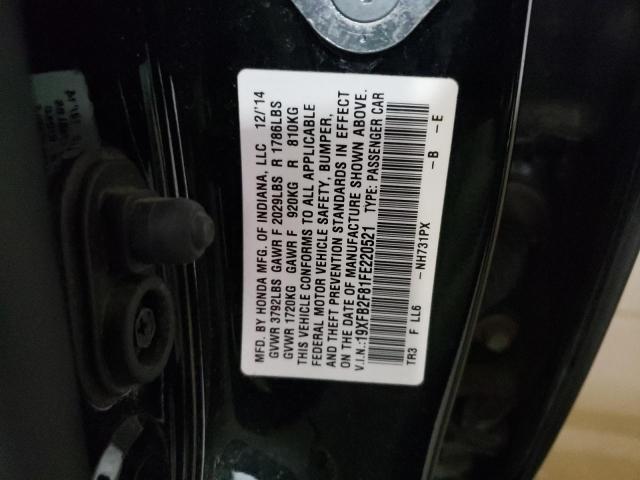 MFD. BY HONDA MFG. OF INDIANA, LLC 12/'14
GVWR 3792LBS GAWR F 2029LBS R 1786LBS
GVWR 1720KG GAWR F 920KG R 810KG
THIS VEHICLE CONFORMS TO ALL APPLICABLE
FEDERAL MOTOR VEHICLE SAFETY, BUMPER,
AND THEFT PREVENTION STANDARDS IN EFFECT
ON THE DATE OF MANUFACTURE SHOWN ABOVE.
V.I.N.:19XFB2F81FE220521 TYPE: PASSENGER CAR
TR3 F LL6 -NH731PX -B -E